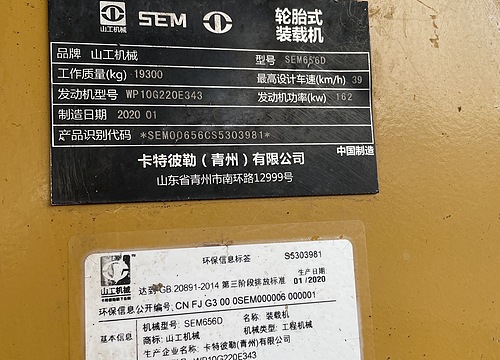 山工机械 SEM 轮胎式
装载机
品牌 山工机械 型号 SEM656D
工作质量(kg) 19300 最高设计车速(km/h) 39
发动机型号 WP10G220E343 发动机功率(kw) 162
制造日期 2020 01
产品识别代码 *SEM00656CS5303981*
中国制造
卡特彼勒(青州)有限公司
山东省青州市南环路12999号
环保信息标签 S5303981
山工机械
达到 GB 20891-2014 第三阶段排放标准 生产日期
01/2020
环保信息公开编号: CN FJ G3 00 0SEM000006 000001
基本信息
机械型号: SEM656D 名称: 装载机
商标: 山工机械 机械类型: 工程机械
生产企业名称: 卡特彼勒(青州)有限公司
WP10G220E343